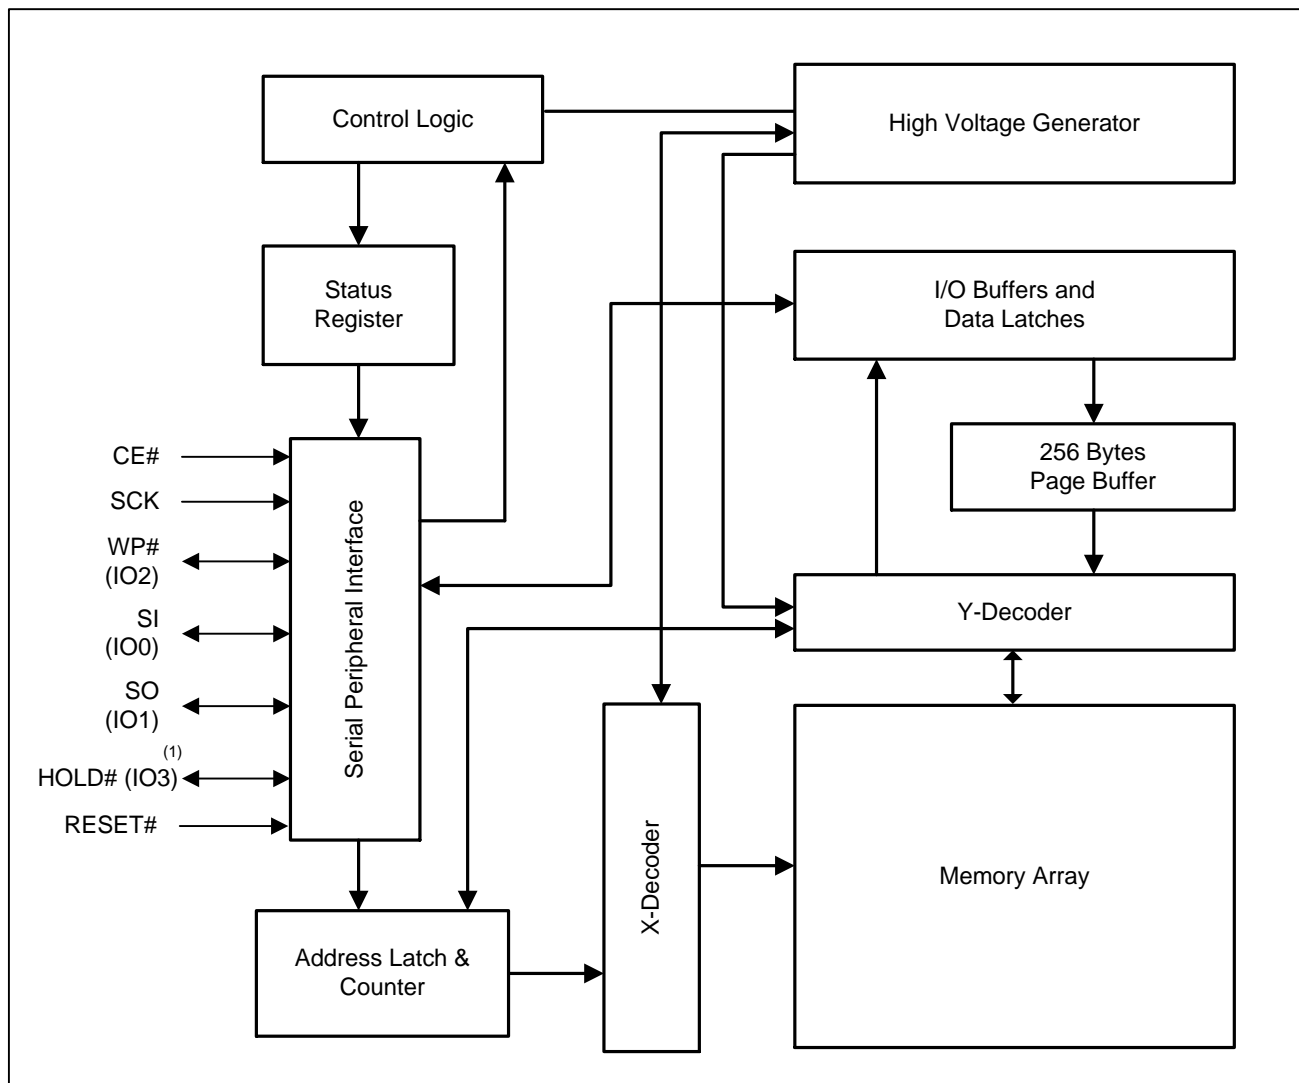 Control Logic
High Voltage Generator
Status
Register
I/O Buffers and
Data Latches
256 Bytes
Page Buffer
Y-Decoder
CE#
SCK
WP#
(IO2)
SI
(IO0)
SO
(IO1)
(1)
HOLD# (IO3)
RESET#
Serial Peripheral Interface
X-Decoder
Memory Array
Address Latch &
Counter